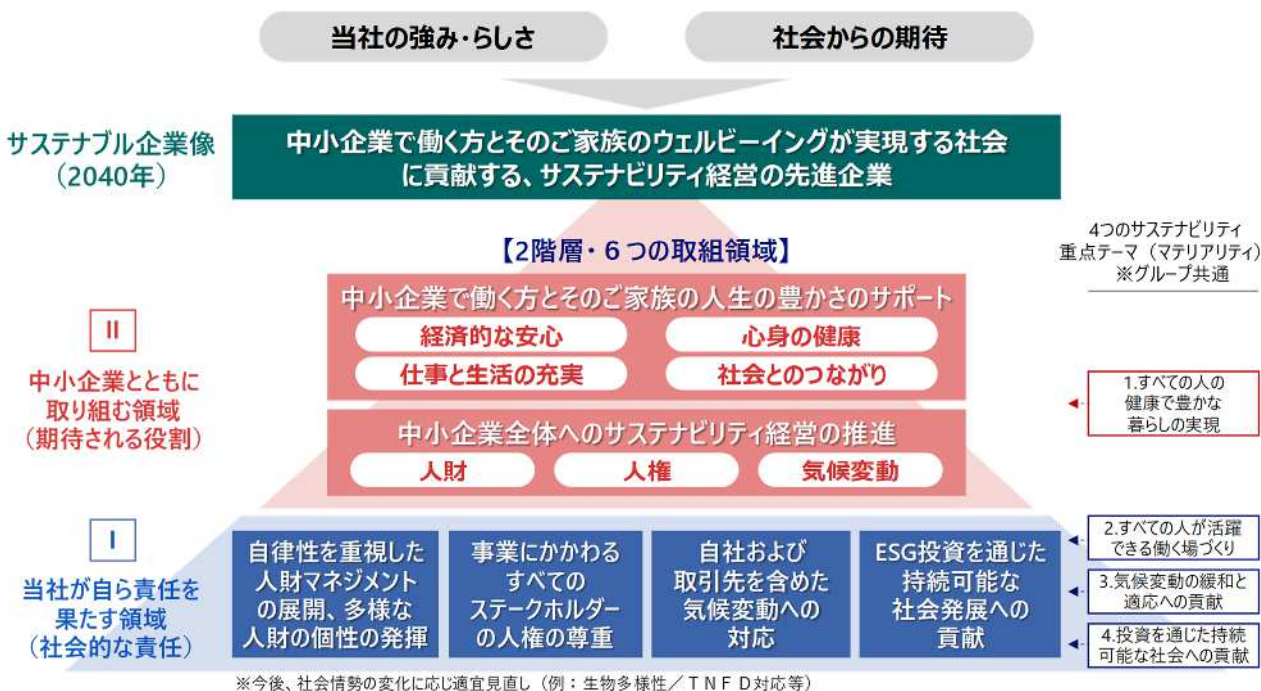 当社の強み・らしさ
社会からの期待
サステナブル企業像
（2040年）
中小企業で働く方とそのご家族のウェルビーイングが実現する社会
に貢献する、サステナビリティ経営の先進企業
【2階層・６つの取組領域】
4つのサステナビリティ
重点テーマ（マテリアリティ）
※グループ共通
Ⅱ
中小企業とともに
取り組む領域
（期待される役割）
中小企業で働く方とそのご家族の人生の豊かさのサポート
経済的な安心
心身の健康
仕事と生活の充実
社会とのつながり
中小企業全体へのサステナビリティ経営の推進
人財
人権
気候変動
1.すべての人の
健康で豊かな
暮らしの実現
Ⅰ
当社が自ら責任を
果たす領域
（社会的な責任）
自律性を重視した
人財マネジメント
の展開、多様な
人財の個性の発揮
事業にかかわる
すべての
ステークホルダー
の人権の尊重
自社および
取引先を含めた
気候変動への
対応
ESG投資を通じた
持続可能な
社会発展への
貢献
2.すべての人が活躍
できる働く場づくり
3.気候変動の緩和と
適応への貢献
4.投資を通じた持続
可能な社会への貢献
※今後、社会情勢の変化に応じ適宜見直し（例：生物多様性／ＴＮＦＤ対応等）